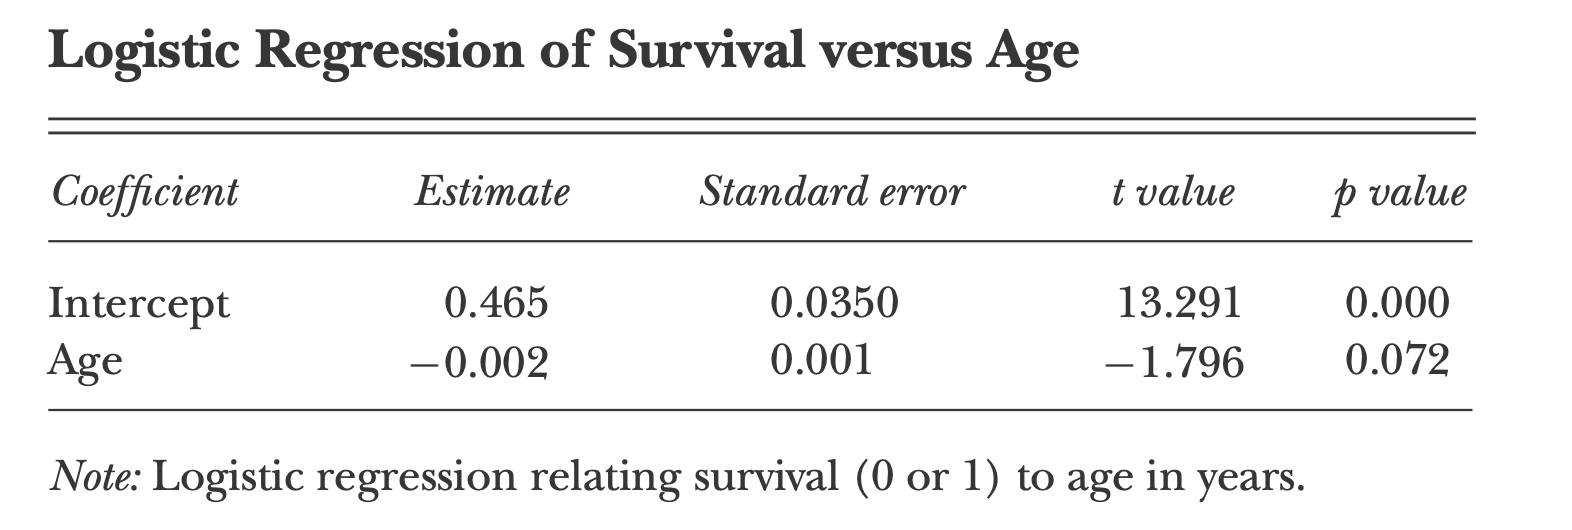 Logistic Regression of Survival versus Age
Coefficient Estimate Standard error t value p value
Intercept 0.465 0.0350 13.291 0.000
Age −0.002 0.001 −1.796 0.072
Note: Logistic regression relating survival (0 or 1) to age in years.